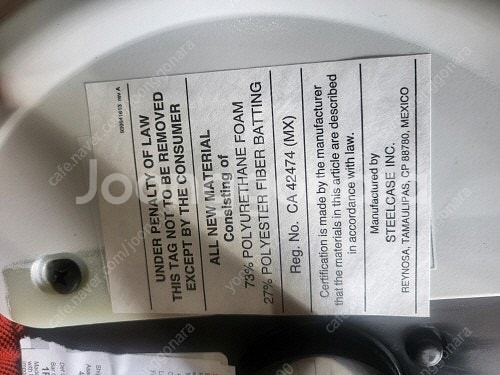 909941613 rev A
UNDER PENALTY OF LAW
THIS TAG NOT TO BE REMOVED
EXCEPT BY THE CONSUMER
ALL NEW MATERIAL
Consisting of
73% POLYURETHANE FOAM
27% POLYESTER FIBER BATTING
Reg. No. CA 42474 (MX)
Certification is made by the manufacturer
that the materials in this article are described
in accordance with law.
Manufactured by
STEELCASE INC.
REYNOSA, TAMAULIPAS, CP 88780, MEXICO